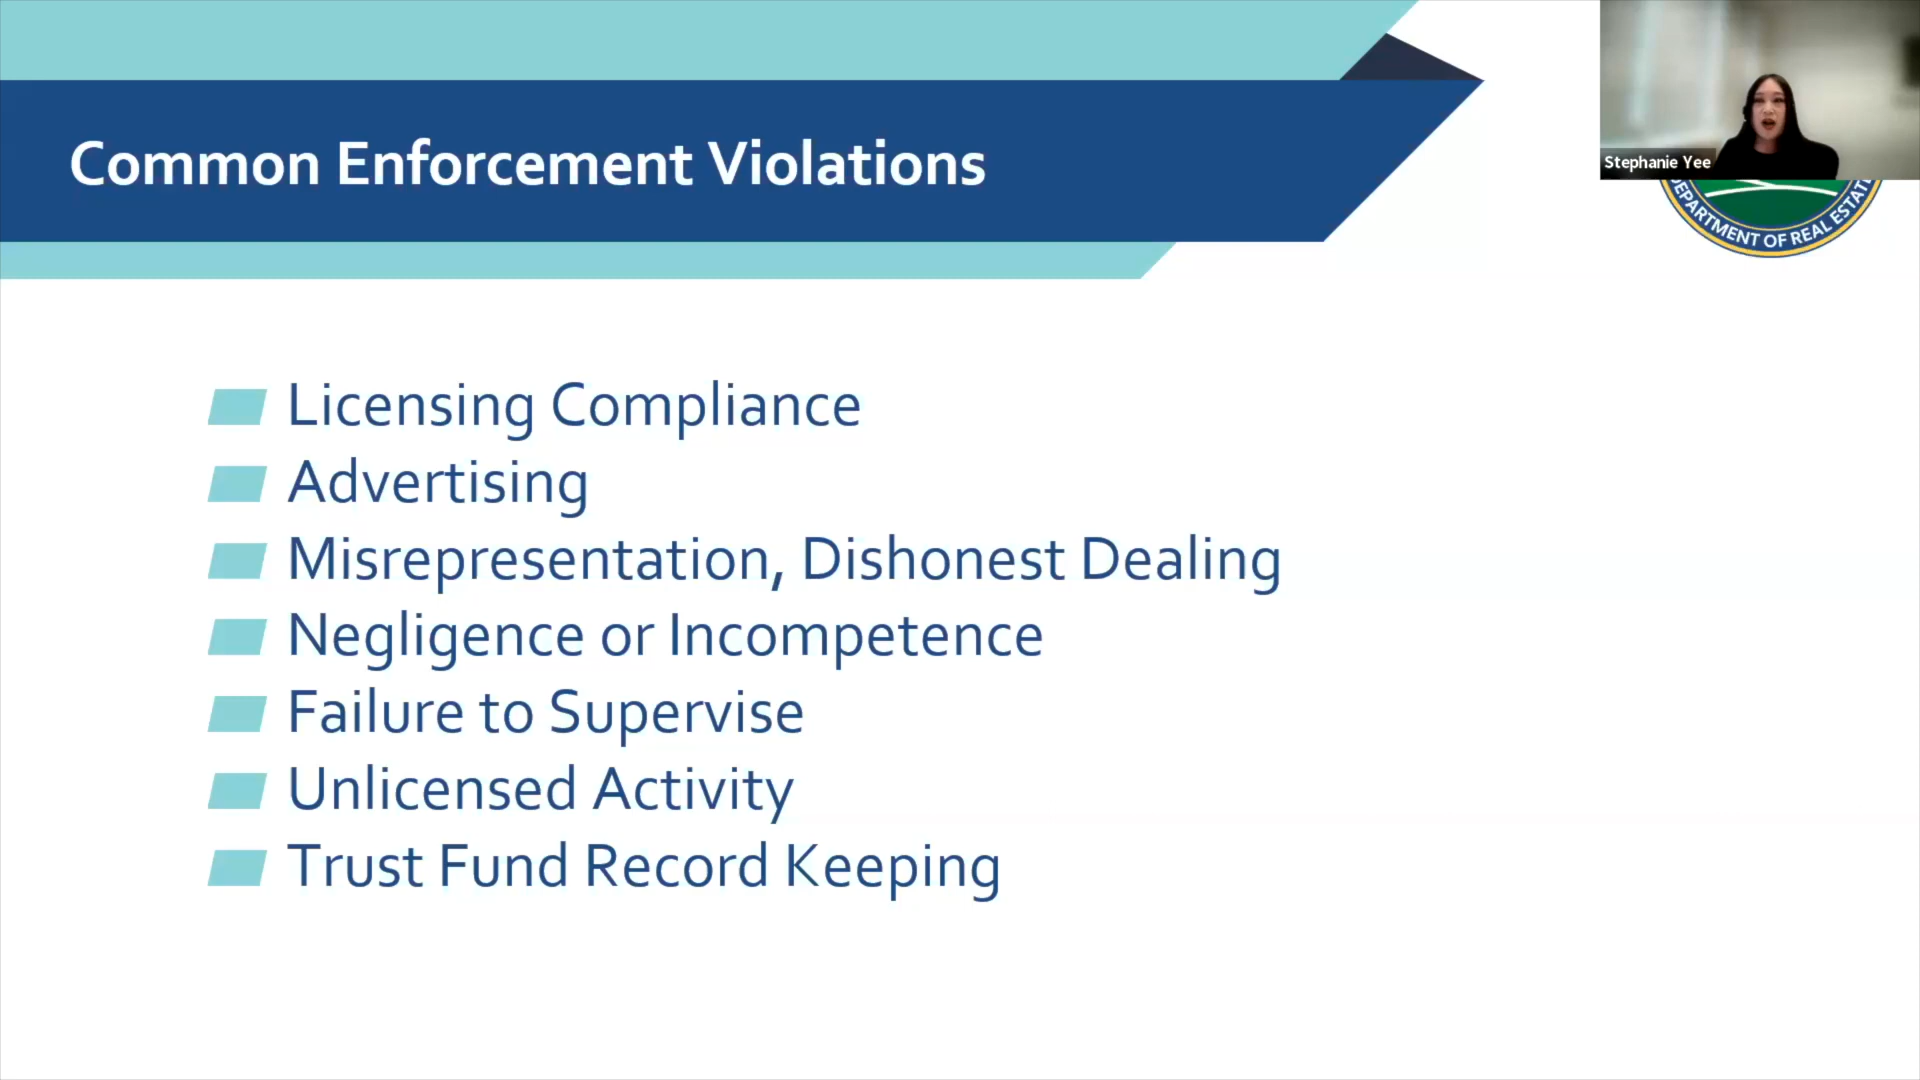 Common Enforcement Violations
Stephanie Yee
DEPARTMENT OF REAL ESTATE
Licensing Compliance
Advertising
Misrepresentation, Dishonest Dealing
Negligence or Incompetence
Failure to Supervise
Unlicensed Activity
Trust Fund Record Keeping